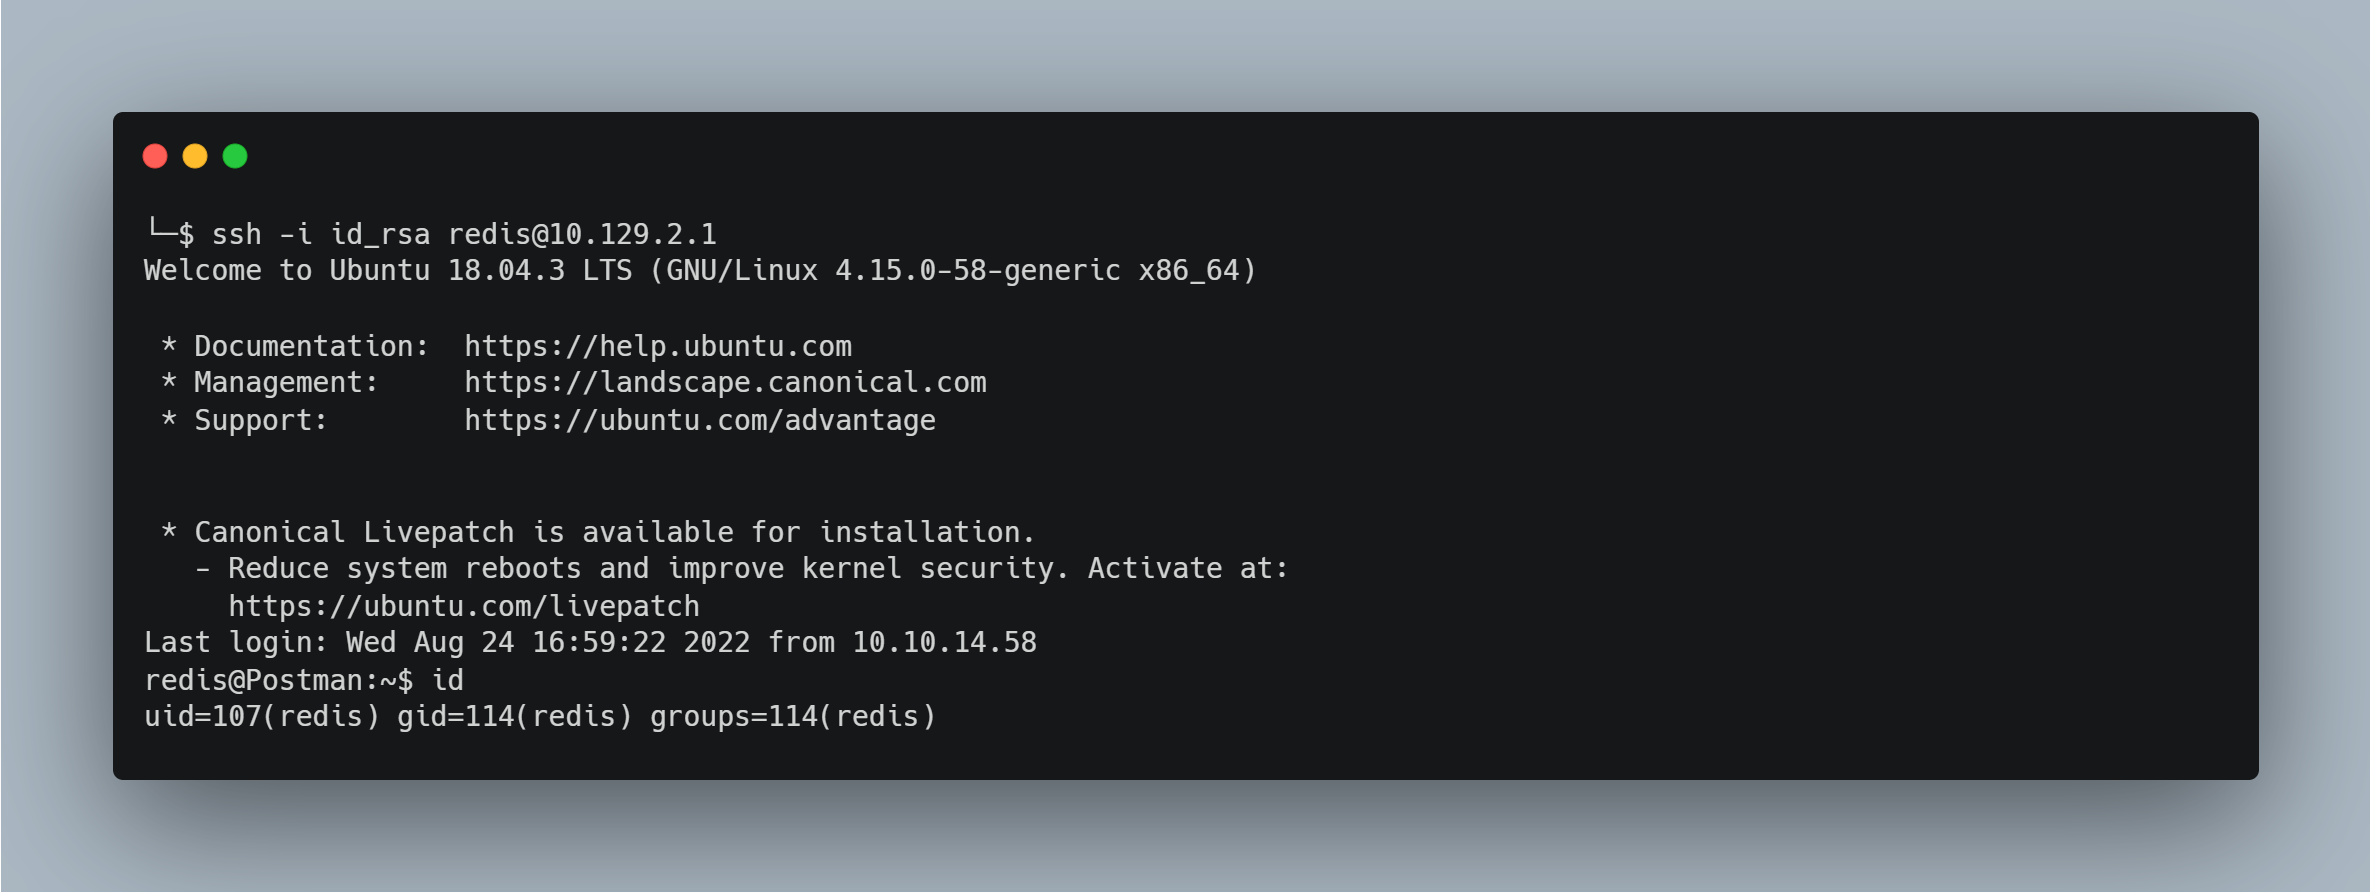 └─$ ssh -i id_rsa redis@10.129.2.1
Welcome to Ubuntu 18.04.3 LTS (GNU/Linux 4.15.0-58-generic x86_64)
 * Documentation:  https://help.ubuntu.com
 * Management:     https://landscape.canonical.com
 * Support:        https://ubuntu.com/advantage
 * Canonical Livepatch is available for installation.
   - Reduce system reboots and improve kernel security. Activate at:
     https://ubuntu.com/livepatch
Last login: Wed Aug 24 16:59:22 2022 from 10.10.14.58
redis@Postman:~$ id
uid=107(redis) gid=114(redis) groups=114(redis)